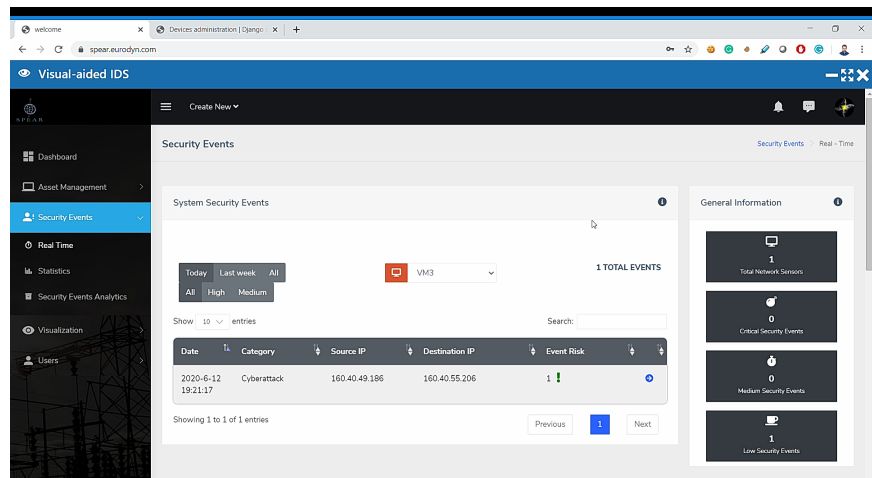 welcome
Devices administration | Django
spear.eurodyn.com
Visual-aided IDS
SPEAR
Create New
Dashboard
Asset Management
Security Events
Real Time
Statistics
Security Events Analytics
Visualization
Users
Security Events
Security Events > Real - Time
System Security Events
Today Last week All
All High Medium
VM3
1 TOTAL EVENTS
Show 10 entries
Search:
Date Category Source IP Destination IP Event Risk
2020-6-12 Cyberattack 160.40.49.186 160.40.55.206 1 !
19:21:17
Showing 1 to 1 of 1 entries
Previous 1 Next
General Information
1
Total Network Sensors
0
Critical Security Events
0
Medium Security Events
1
Low Security Events